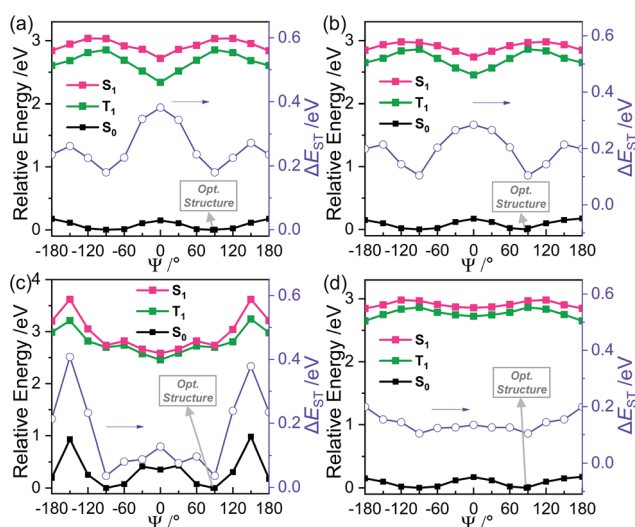 (a)
Relative Energy /eV
3
2
1
0
S1
T1
S0
Opt.
Structure
0.6
0.4
0.2
0.0
ΔEST /eV
-180 -120 -60 0 60 120 180
Ψ /°
(b)
Relative Energy /eV
3
2
1
0
S1
T1
S0
Opt.
Structure
0.6
0.4
0.2
0.0
ΔEST /eV
-180 -120 -60 0 60 120 180
Ψ /°
(c)
Relative Energy /eV
4
3
2
1
0
S1
T1
S0
Opt.
Structure
0.6
0.4
0.2
0.0
ΔEST /eV
-180 -120 -60 0 60 120 180
Ψ /°
(d)
Relative Energy /eV
3
2
1
0
S1
T1
S0
Opt.
Structure
0.6
0.4
0.2
0.0
ΔEST /eV
-180 -120 -60 0 60 120 180
Ψ /°